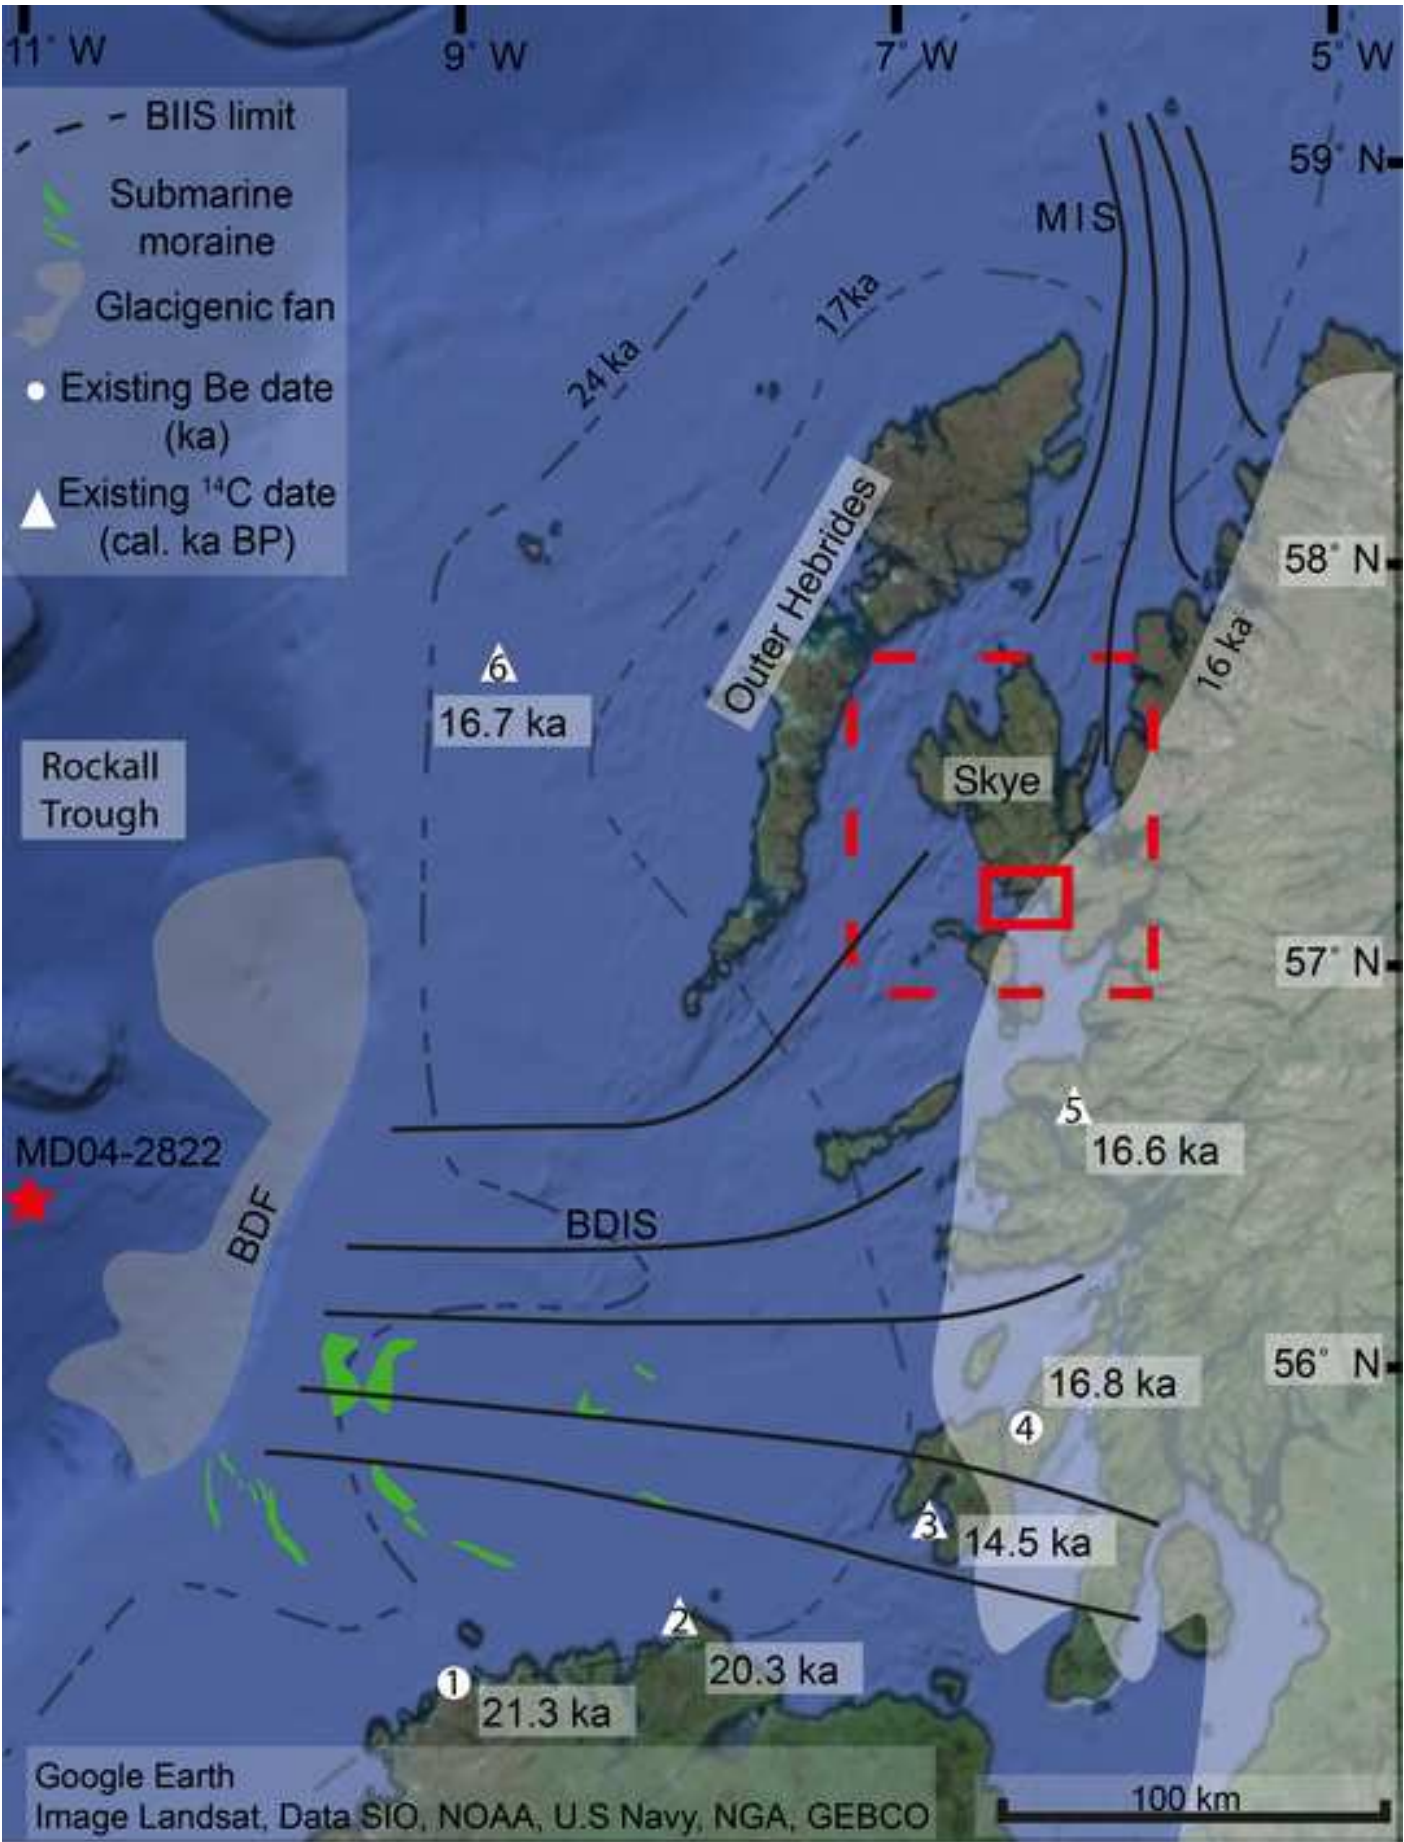 11° W
9° W
7° W
5° W
BIIS limit
Submarine
moraine
Glacigenic fan
Existing Be date
(ka)
Existing ¹⁴C date
(cal. ka BP)
59° N
MIS
17ka
24 ka
Outer Hebrides
58° N
16 ka
6
16.7 ka
Rockall
Trough
Skye
57° N
5
16.6 ka
MD04-2822
BDF
BDIS
56° N
16.8 ka
4
3
14.5 ka
2
20.3 ka
1
21.3 ka
Google Earth
Image Landsat, Data SIO, NOAA, U.S Navy, NGA, GEBCO
100 km